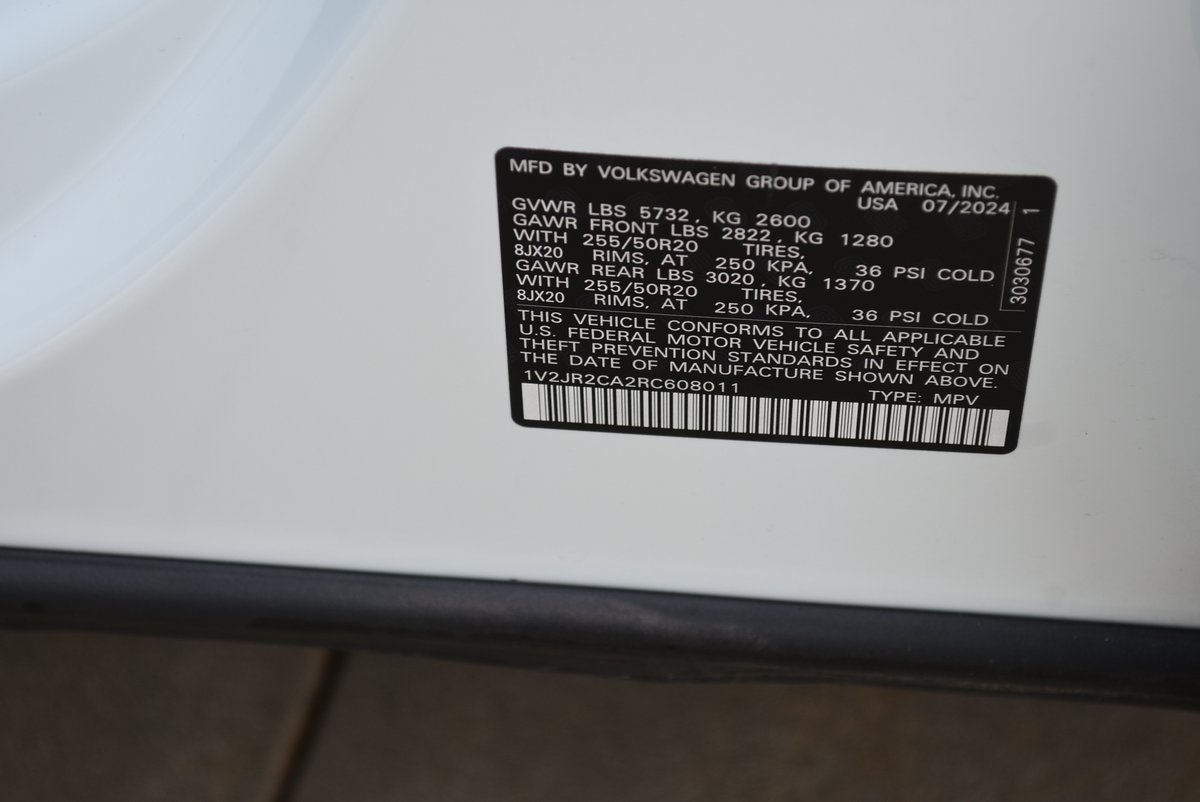 MFD BY VOLKSWAGEN GROUP OF AMERICA, INC.
USA 07/2024
GVWR LBS 5732, KG 2600
GAWR FRONT LBS 2822, KG 1280
WITH 255/50R20 TIRES,
8JX20 RIMS, AT 250 KPA, 36 PSI COLD
GAWR REAR LBS 3020, KG 1370
WITH 255/50R20 TIRES,
8JX20 RIMS, AT 250 KPA, 36 PSI COLD
3030677 1
THIS VEHICLE CONFORMS TO ALL APPLICABLE
U.S. FEDERAL MOTOR VEHICLE SAFETY AND
THEFT PREVENTION STANDARDS IN EFFECT ON
THE DATE OF MANUFACTURE SHOWN ABOVE.
1V2JR2CA2RC608011 TYPE: MPV